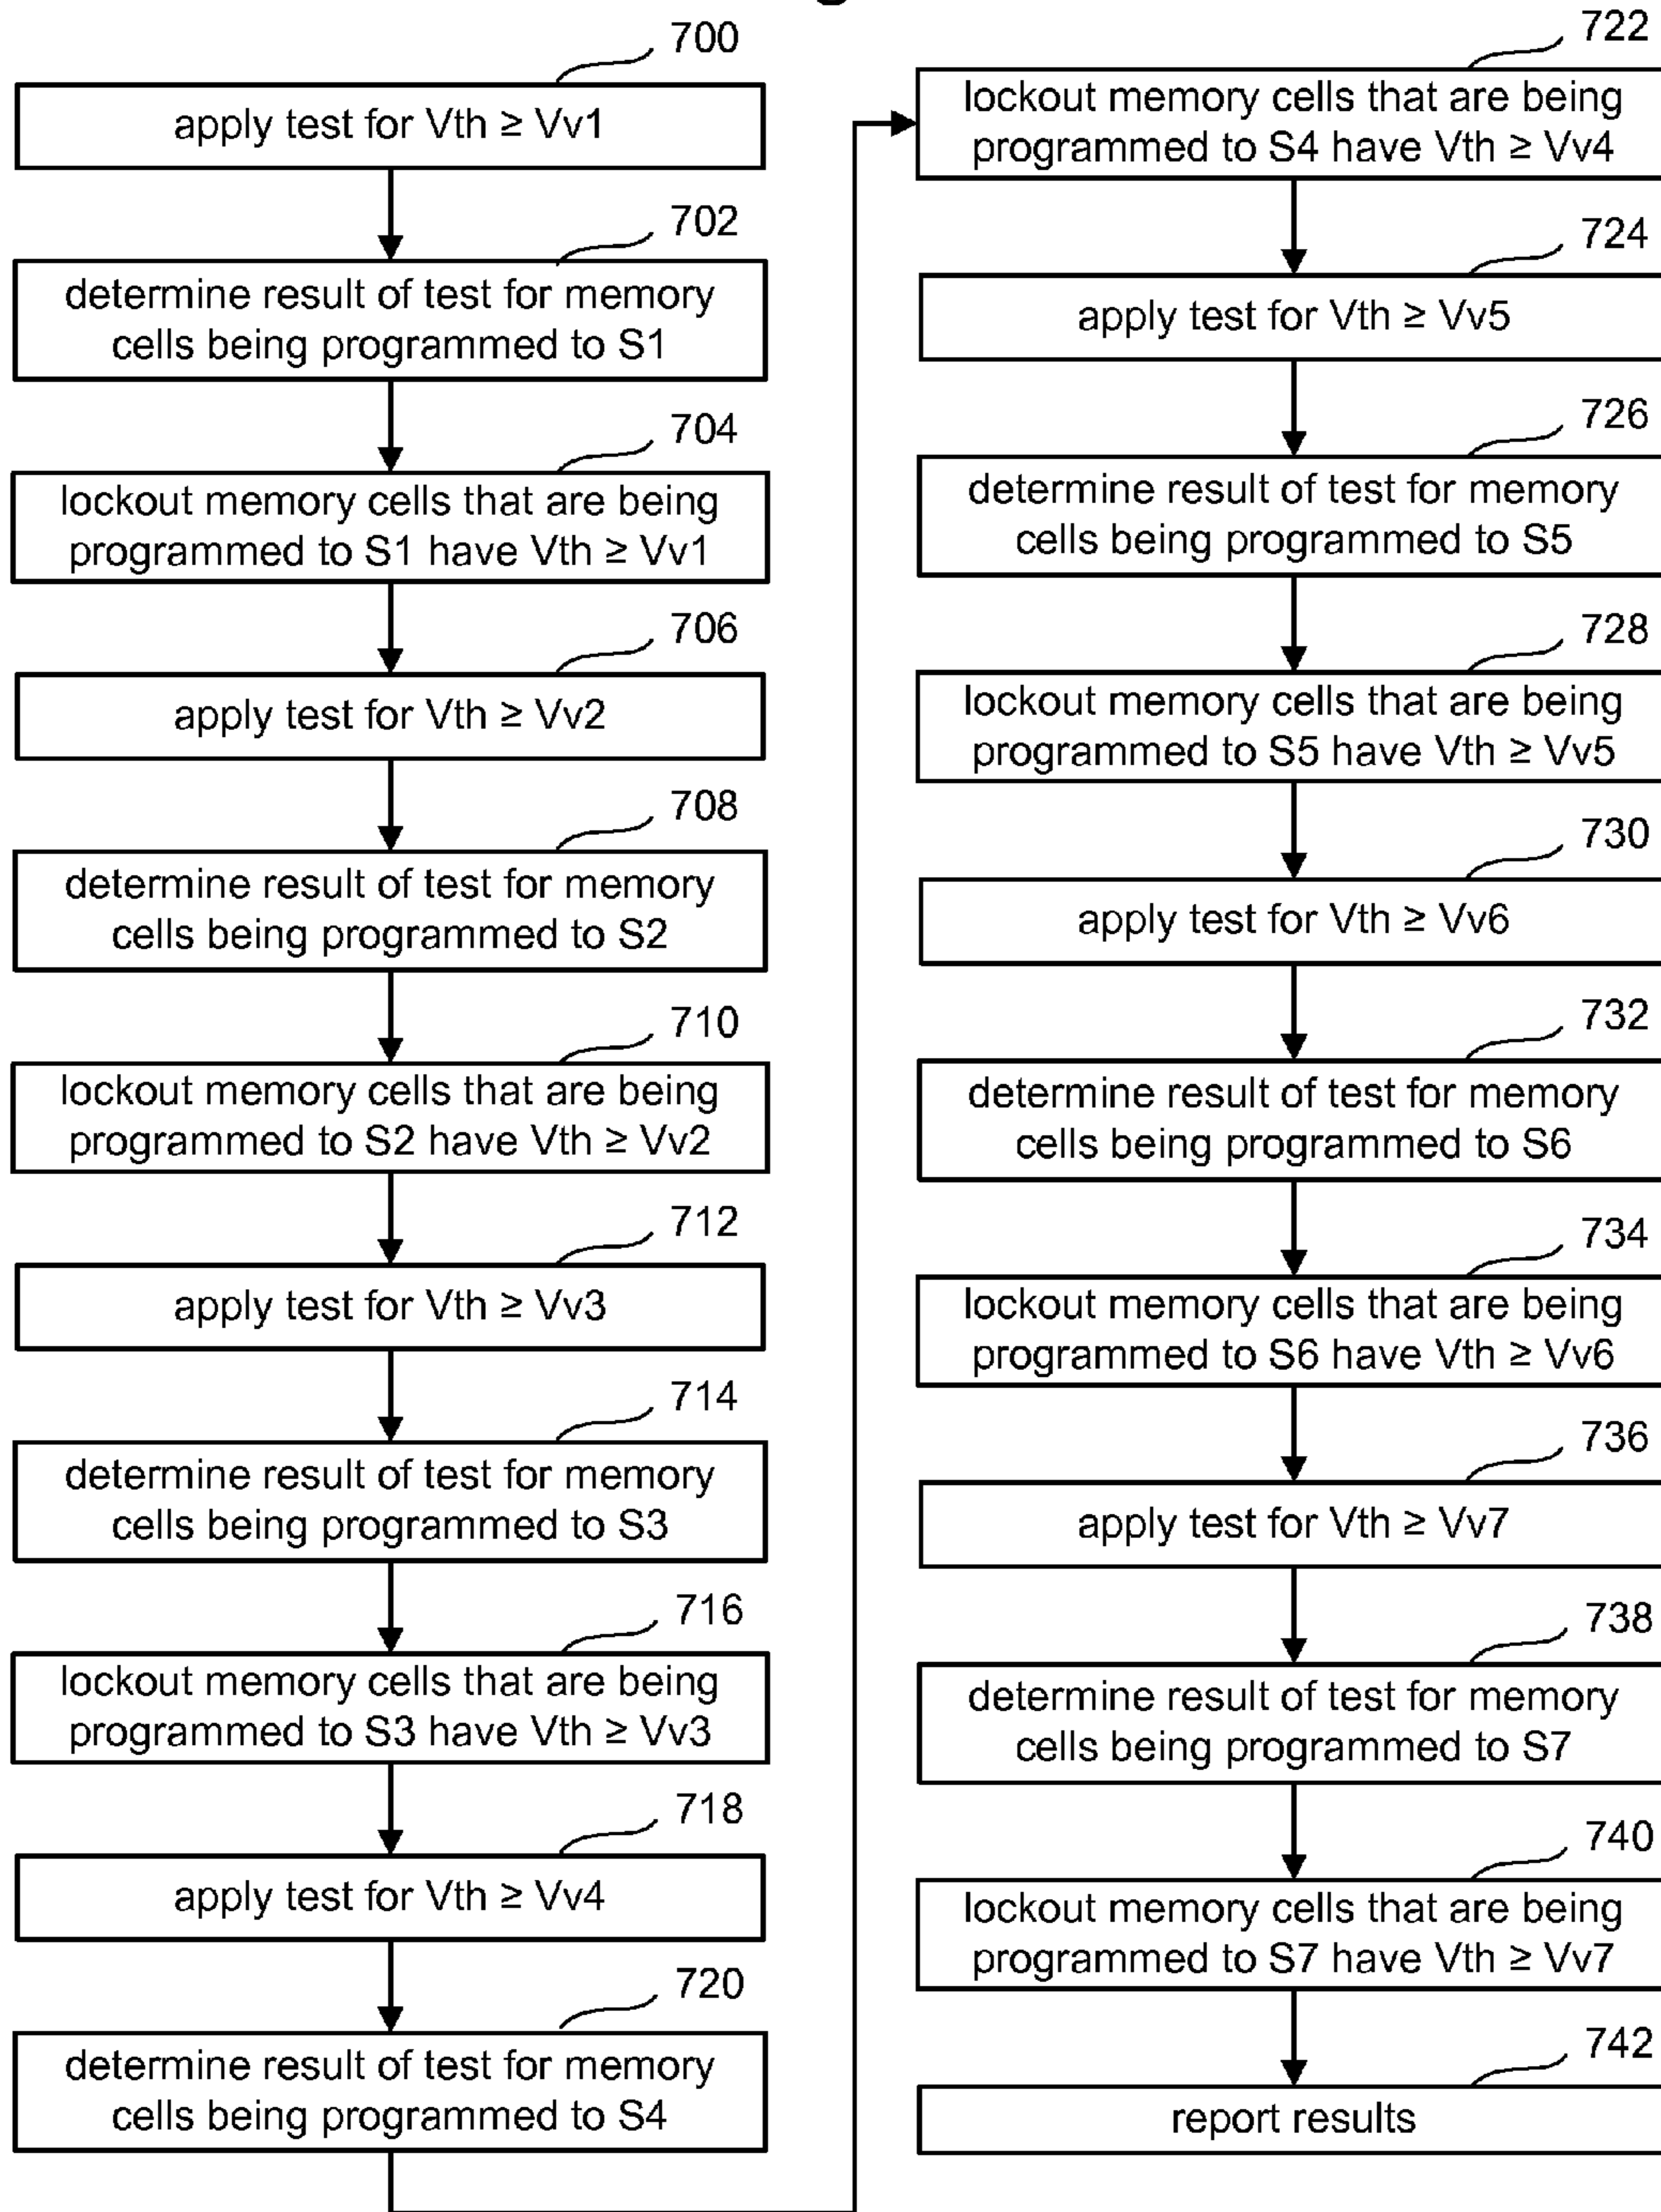 700
apply test for Vth ≥ Vv1
702
determine result of test for memory
cells being programmed to S1
704
lockout memory cells that are being
programmed to S1 have Vth ≥ Vv1
706
apply test for Vth ≥ Vv2
708
determine result of test for memory
cells being programmed to S2
710
lockout memory cells that are being
programmed to S2 have Vth ≥ Vv2
712
apply test for Vth ≥ Vv3
714
determine result of test for memory
cells being programmed to S3
716
lockout memory cells that are being
programmed to S3 have Vth ≥ Vv3
718
apply test for Vth ≥ Vv4
720
determine result of test for memory
cells being programmed to S4
722
lockout memory cells that are being
programmed to S4 have Vth ≥ Vv4
724
apply test for Vth ≥ Vv5
726
determine result of test for memory
cells being programmed to S5
728
lockout memory cells that are being
programmed to S5 have Vth ≥ Vv5
730
apply test for Vth ≥ Vv6
732
determine result of test for memory
cells being programmed to S6
734
lockout memory cells that are being
programmed to S6 have Vth ≥ Vv6
736
apply test for Vth ≥ Vv7
738
determine result of test for memory
cells being programmed to S7
740
lockout memory cells that are being
programmed to S7 have Vth ≥ Vv7
742
report results